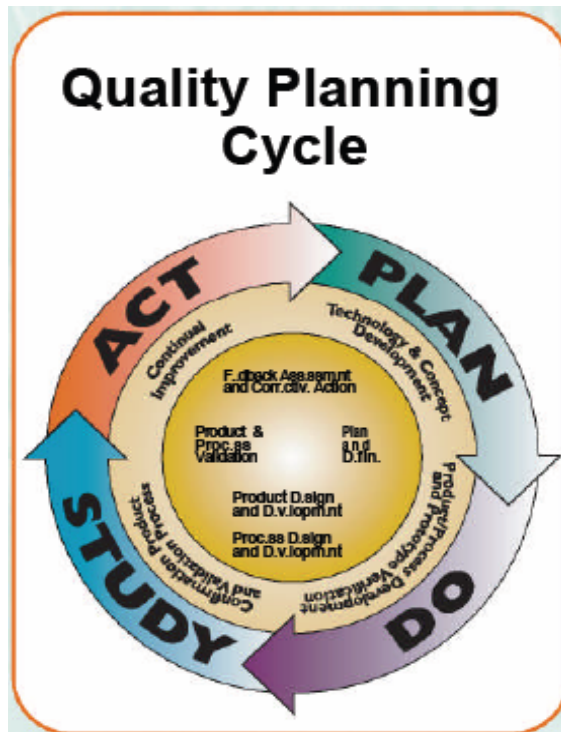 Quality Planning
Cycle
ACT
PLAN
DO
STUDY
Technology & Concept
Development
Product/Process Development
and Prototype Verification
Confirmation Product
and Validation Process
Continual
Improvement
F.dback Ass.ssm.nt
and Corr.ctiv. Action
Plan
and
D.fin.
Product D.sign
and D.v.lopm.nt
Proc.ss D.sign
and D.v.lopm.nt
Product &
Proc.ss
Validation